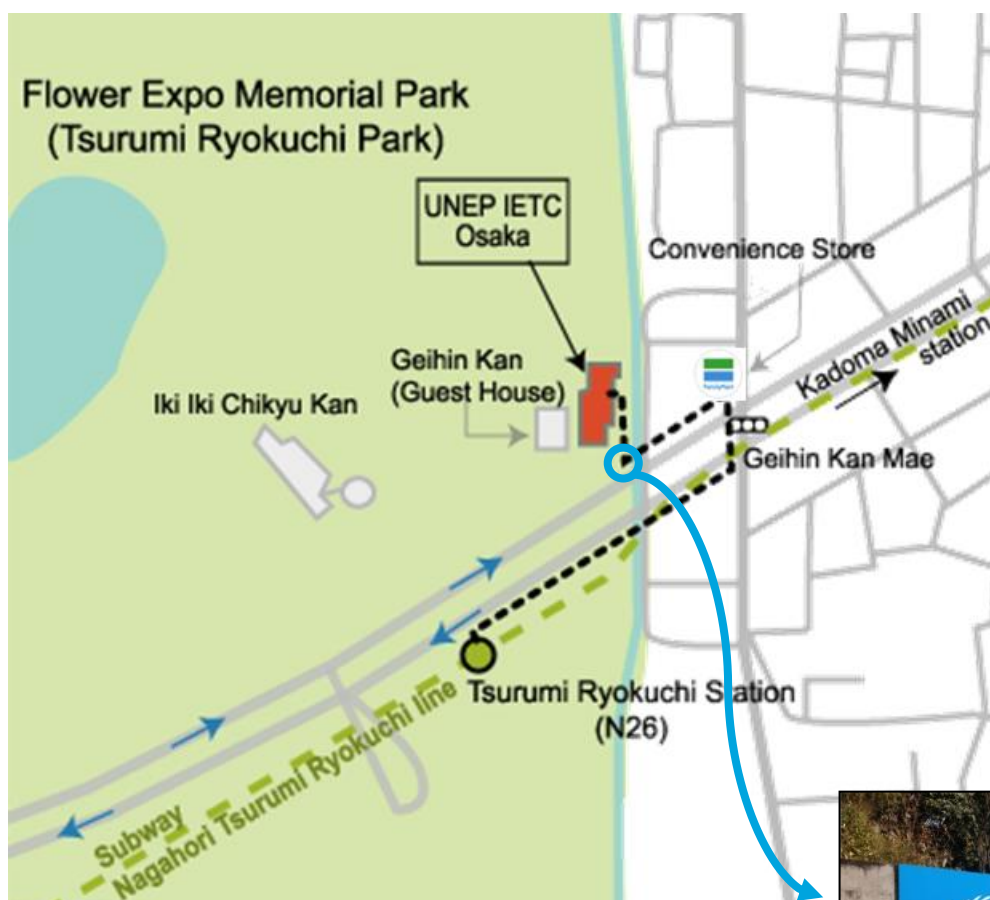 Flower Expo Memorial Park
(Tsurumi Ryokuchi Park)
UNEP IETC
Osaka
Convenience Store
Geihin Kan
(Guest House)
Iki Iki Chikyu Kan
Kadoma Minami
station
Geihin Kan Mae
Tsurumi Ryokuchi Station
(N26)
Subway
Nagahori Tsurumi Ryokuchi line
FamilyMart